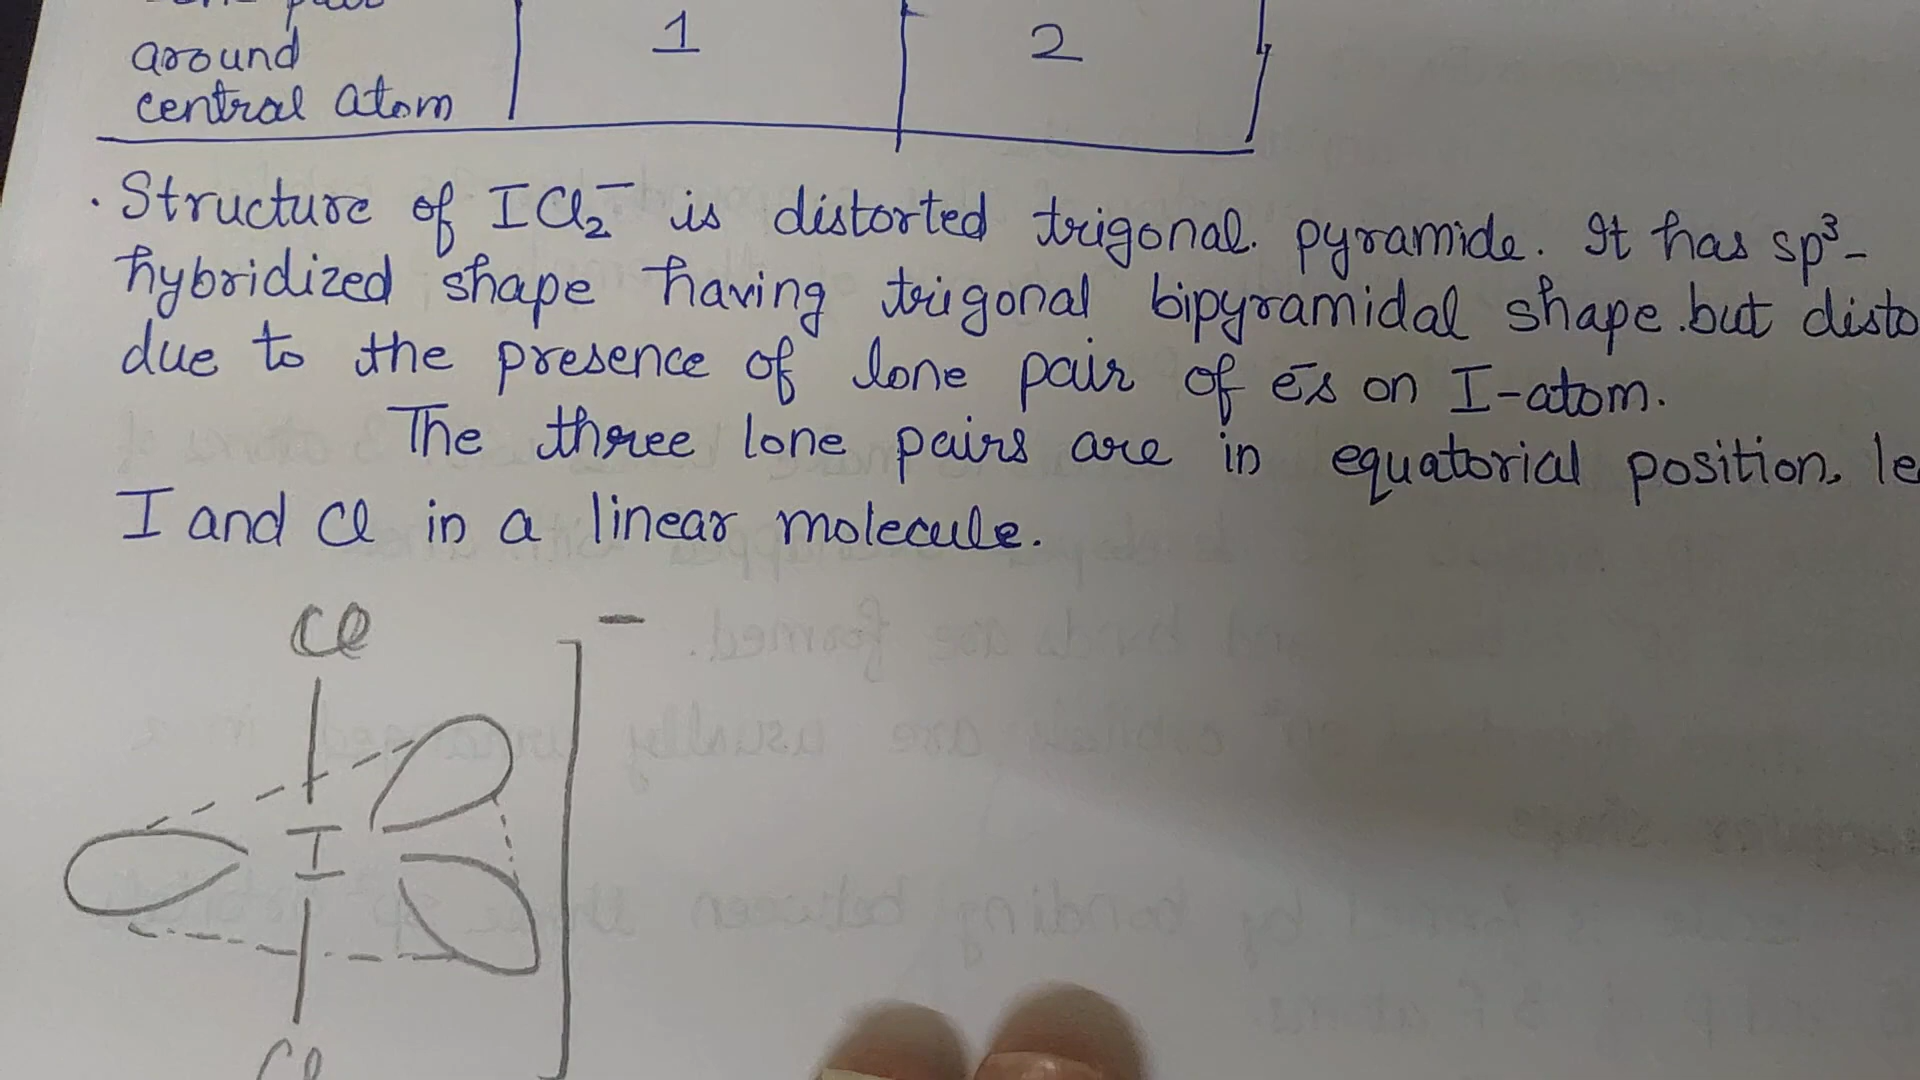 around 1 2
central atom
· Structure of ICl₂⁻ is distorted trigonal. pyramide. It has sp³-
hybridized shape having trigonal bipyramidal shape. but disto
due to the presence of lone pair of e⁻s on I-atom.
The three lone pairs are in equatorial position, le
I and Cl in a linear molecule.
Cl
I
Cl